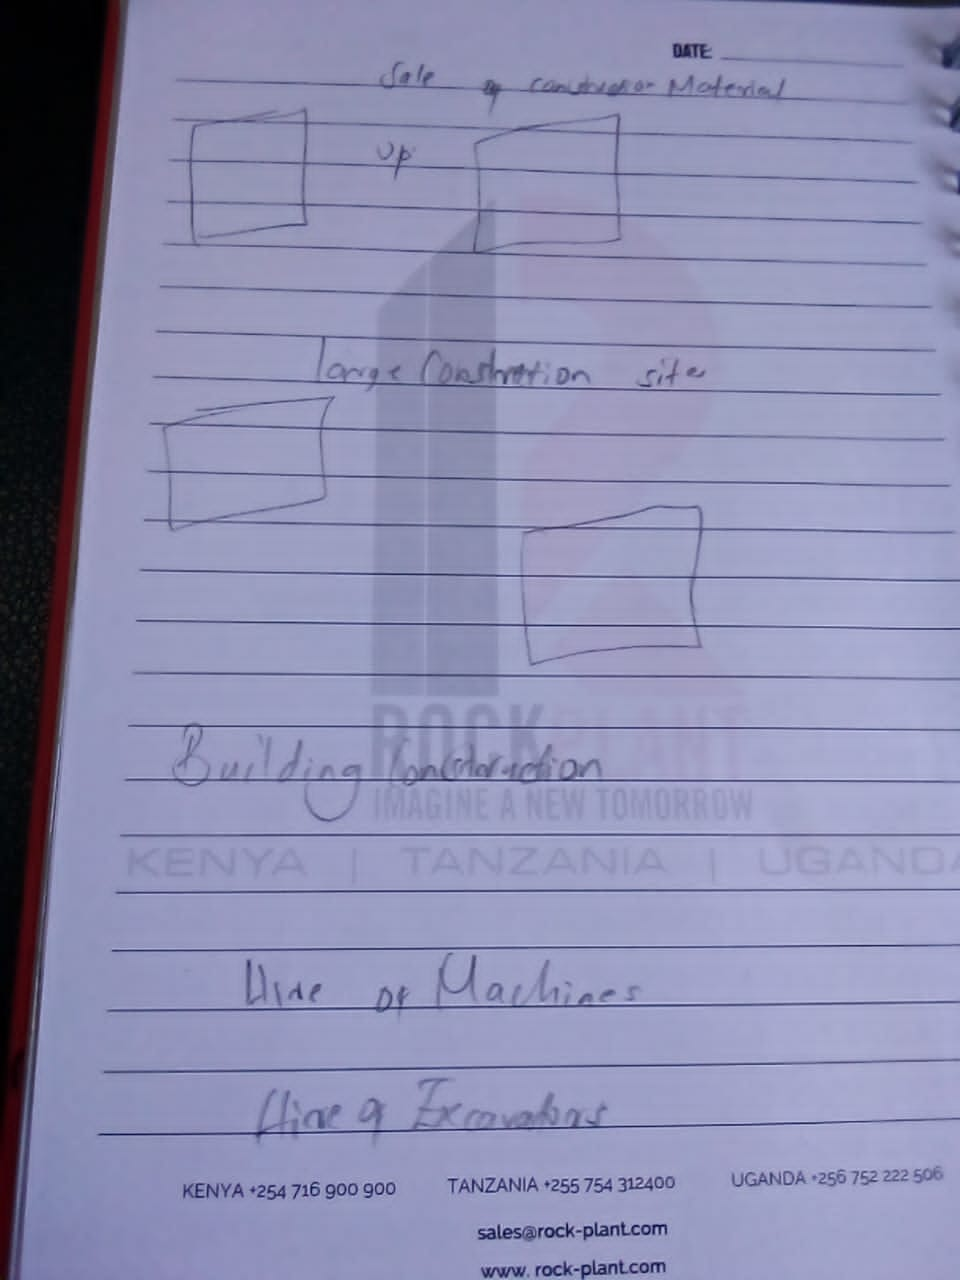 DATE:
Sale of construction Material
up
large Constrution site
ROCKPLANT
Building Construction
IMAGINE A NEW TOMORROW
KENYA | TANZANIA | UGANDA
Hire of Machines
Hire of Excavators
KENYA +254 716 900 900 TANZANIA +255 754 312400 UGANDA +256 752 222 506
sales@rock-plant.com
www. rock-plant.com